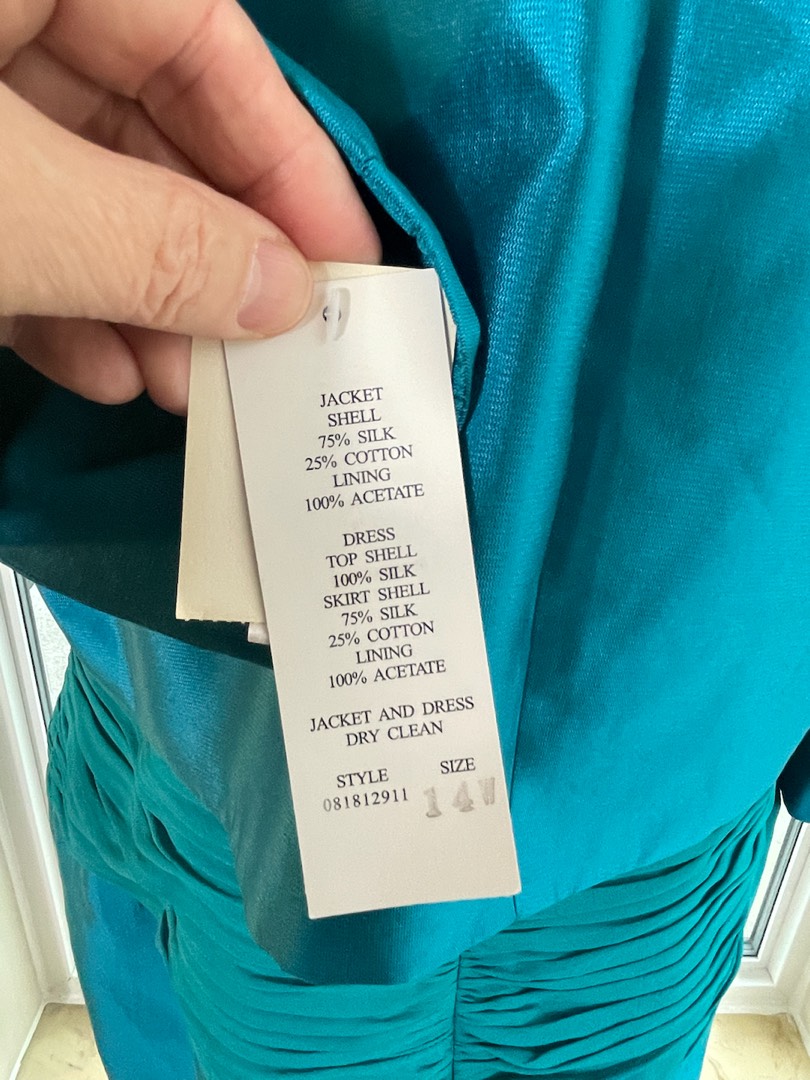 JACKET
SHELL
75% SILK
25% COTTON
LINING
100% ACETATE
DRESS
TOP SHELL
100% SILK
SKIRT SHELL
75% SILK
25% COTTON
LINING
100% ACETATE
JACKET AND DRESS
DRY CLEAN
STYLE SIZE
081812911 14W